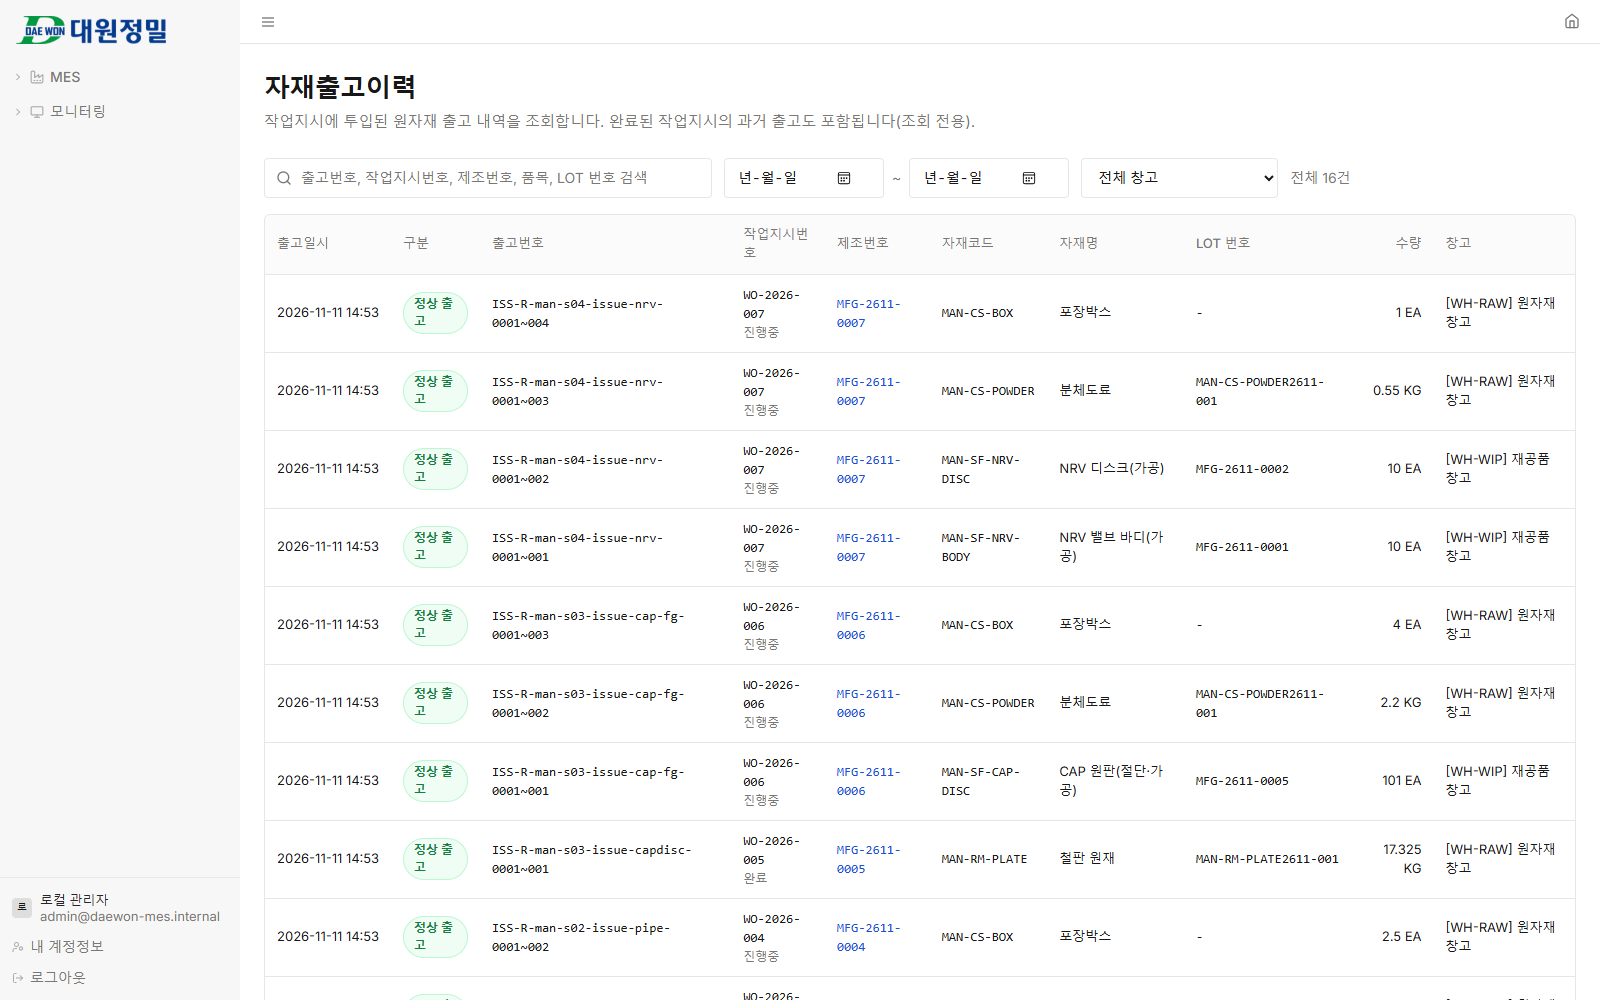 DAE WON 대원정밀
MES
모니터링
자재출고이력
작업지시에 투입된 원자재 출고 내역을 조회합니다. 완료된 작업지시의 과거 출고도 포함됩니다(조회 전용).
출고번호, 작업지시번호, 제조번호, 품목, LOT 번호 검색
년-월-일 ~ 년-월-일 전체 창고 전체 16건
출고일시 구분 출고번호 작업지시번호 제조번호 자재코드 자재명 LOT 번호 수량 창고
2026-11-11 14:53 정상 출고 ISS-R-man-s04-issue-nrv-0001~004 WO-2026-007 진행중 MFG-2611-0007 MAN-CS-BOX 포장박스 - 1 EA [WH-RAW] 원자재 창고
2026-11-11 14:53 정상 출고 ISS-R-man-s04-issue-nrv-0001~003 WO-2026-007 진행중 MFG-2611-0007 MAN-CS-POWDER 분체도료 MAN-CS-POWDER2611-001 0.55 KG [WH-RAW] 원자재 창고
2026-11-11 14:53 정상 출고 ISS-R-man-s04-issue-nrv-0001~002 WO-2026-007 진행중 MFG-2611-0007 MAN-SF-NRV-DISC NRV 디스크(가공) MFG-2611-0002 10 EA [WH-WIP] 재공품 창고
2026-11-11 14:53 정상 출고 ISS-R-man-s04-issue-nrv-0001~001 WO-2026-007 진행중 MFG-2611-0007 MAN-SF-NRV-BODY NRV 밸브 바디(가공) MFG-2611-0001 10 EA [WH-WIP] 재공품 창고
2026-11-11 14:53 정상 출고 ISS-R-man-s03-issue-cap-fg-0001~003 WO-2026-006 진행중 MFG-2611-0006 MAN-CS-BOX 포장박스 - 4 EA [WH-RAW] 원자재 창고
2026-11-11 14:53 정상 출고 ISS-R-man-s03-issue-cap-fg-0001~002 WO-2026-006 진행중 MFG-2611-0006 MAN-CS-POWDER 분체도료 MAN-CS-POWDER2611-001 2.2 KG [WH-RAW] 원자재 창고
2026-11-11 14:53 정상 출고 ISS-R-man-s03-issue-cap-fg-0001~001 WO-2026-006 진행중 MFG-2611-0006 MAN-SF-CAP-DISC CAP 원판(절단·가공) MFG-2611-0005 101 EA [WH-WIP] 재공품 창고
2026-11-11 14:53 정상 출고 ISS-R-man-s03-issue-capdisc-0001~001 WO-2026-005 완료 MFG-2611-0005 MAN-RM-PLATE 철판 원재 MAN-RM-PLATE2611-001 17.325 KG [WH-RAW] 원자재 창고
2026-11-11 14:53 정상 출고 ISS-R-man-s02-issue-pipe-0001~002 WO-2026-004 진행중 MFG-2611-0004 MAN-CS-BOX 포장박스 - 2.5 EA [WH-RAW] 원자재 창고
WO-2026-
로 로컬 관리자
admin@daewon-mes.internal
내 계정정보
로그아웃